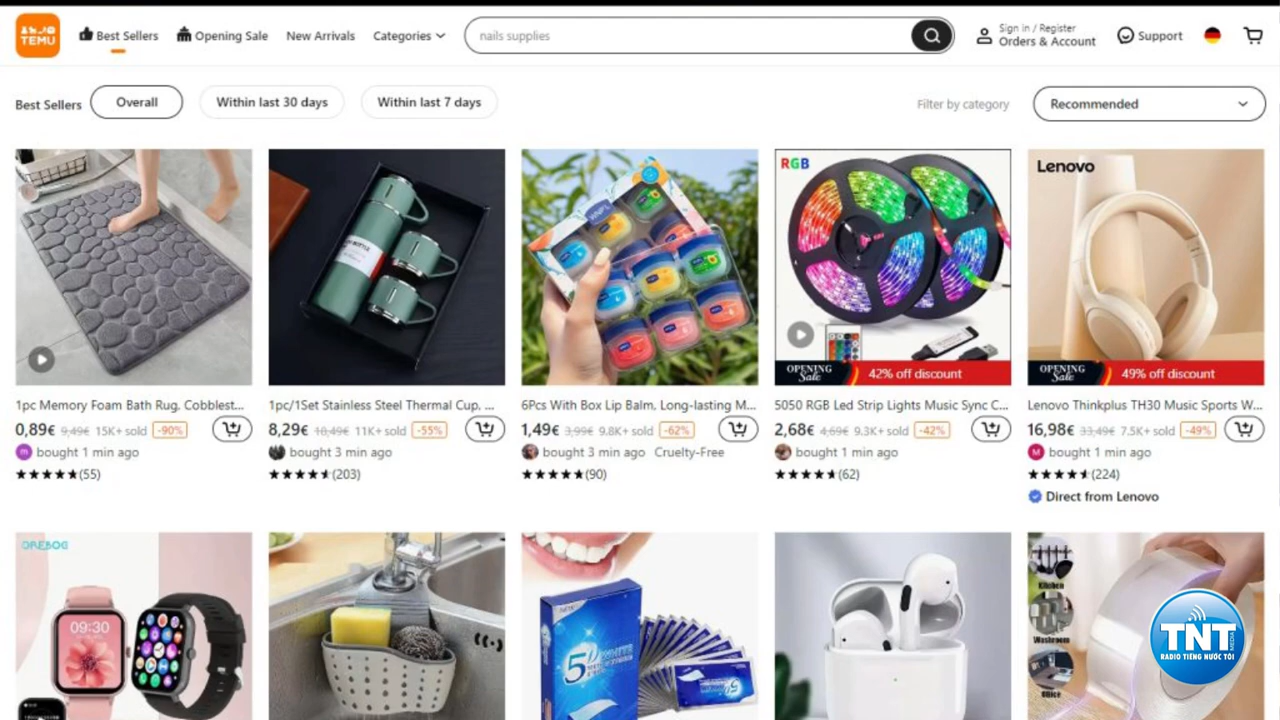 TEMU
Best Sellers
Opening Sale
New Arrivals
Categories
nails supplies
Sign in / Register
Orders & Account
Support
Best Sellers
Overall
Within last 30 days
Within last 7 days
Filter by category
Recommended
RGB
Lenovo
OPENING Sale
42% off discount
OPENING Sale
49% off discount
1pc Memory Foam Bath Rug, Cobblest...
0,89€ 9,49€ 15K+ sold -90%
m bought 1 min ago
(55)
1pc/1Set Stainless Steel Thermal Cup, ...
8,29€ 18,49€ 11K+ sold -55%
bought 3 min ago
(203)
6Pcs With Box Lip Balm, Long-lasting M...
1,49€ 3,99€ 9.8K+ sold -62%
bought 3 min ago Cruelty-Free
(90)
5050 RGB Led Strip Lights Music Sync C...
2,68€ 4,69€ 9.3K+ sold -42%
bought 1 min ago
(62)
Lenovo Thinkplus TH30 Music Sports W...
16,98€ 33,49€ 7.5K+ sold -49%
M bought 1 min ago
(224)
Direct from Lenovo
09:30
5D WHITE
Kitchen
Washroom
Office
TNT
MEDIA
RADIO TIẾNG NƯỚC TÔI